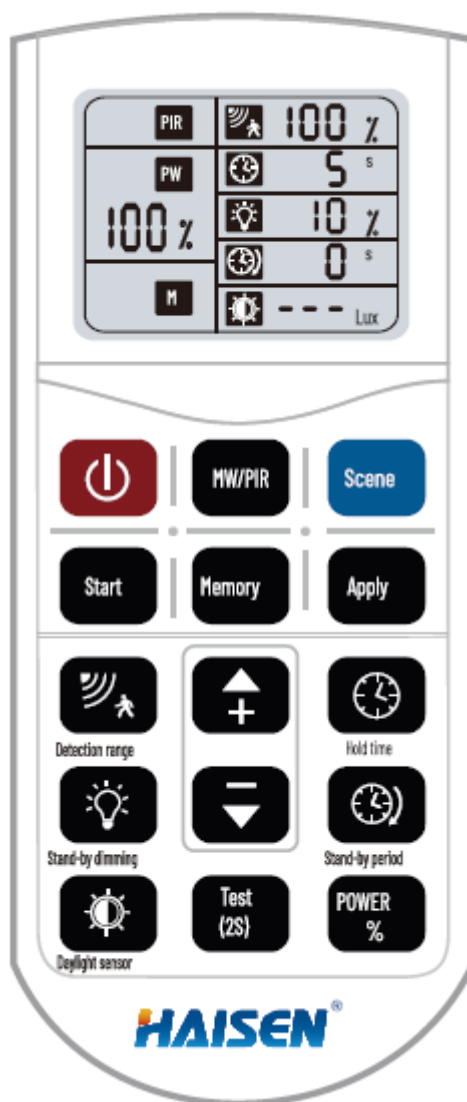 PIR 100 %
PW 5 s
100 % 10 %
0 s
M --- Lux
MW/PIR Scene
Start Memory Apply
+
Detection range Hold time
−
Stand-by dimming Stand-by period
Test POWER
(2S) %
Daylight sensor
HAISEN®